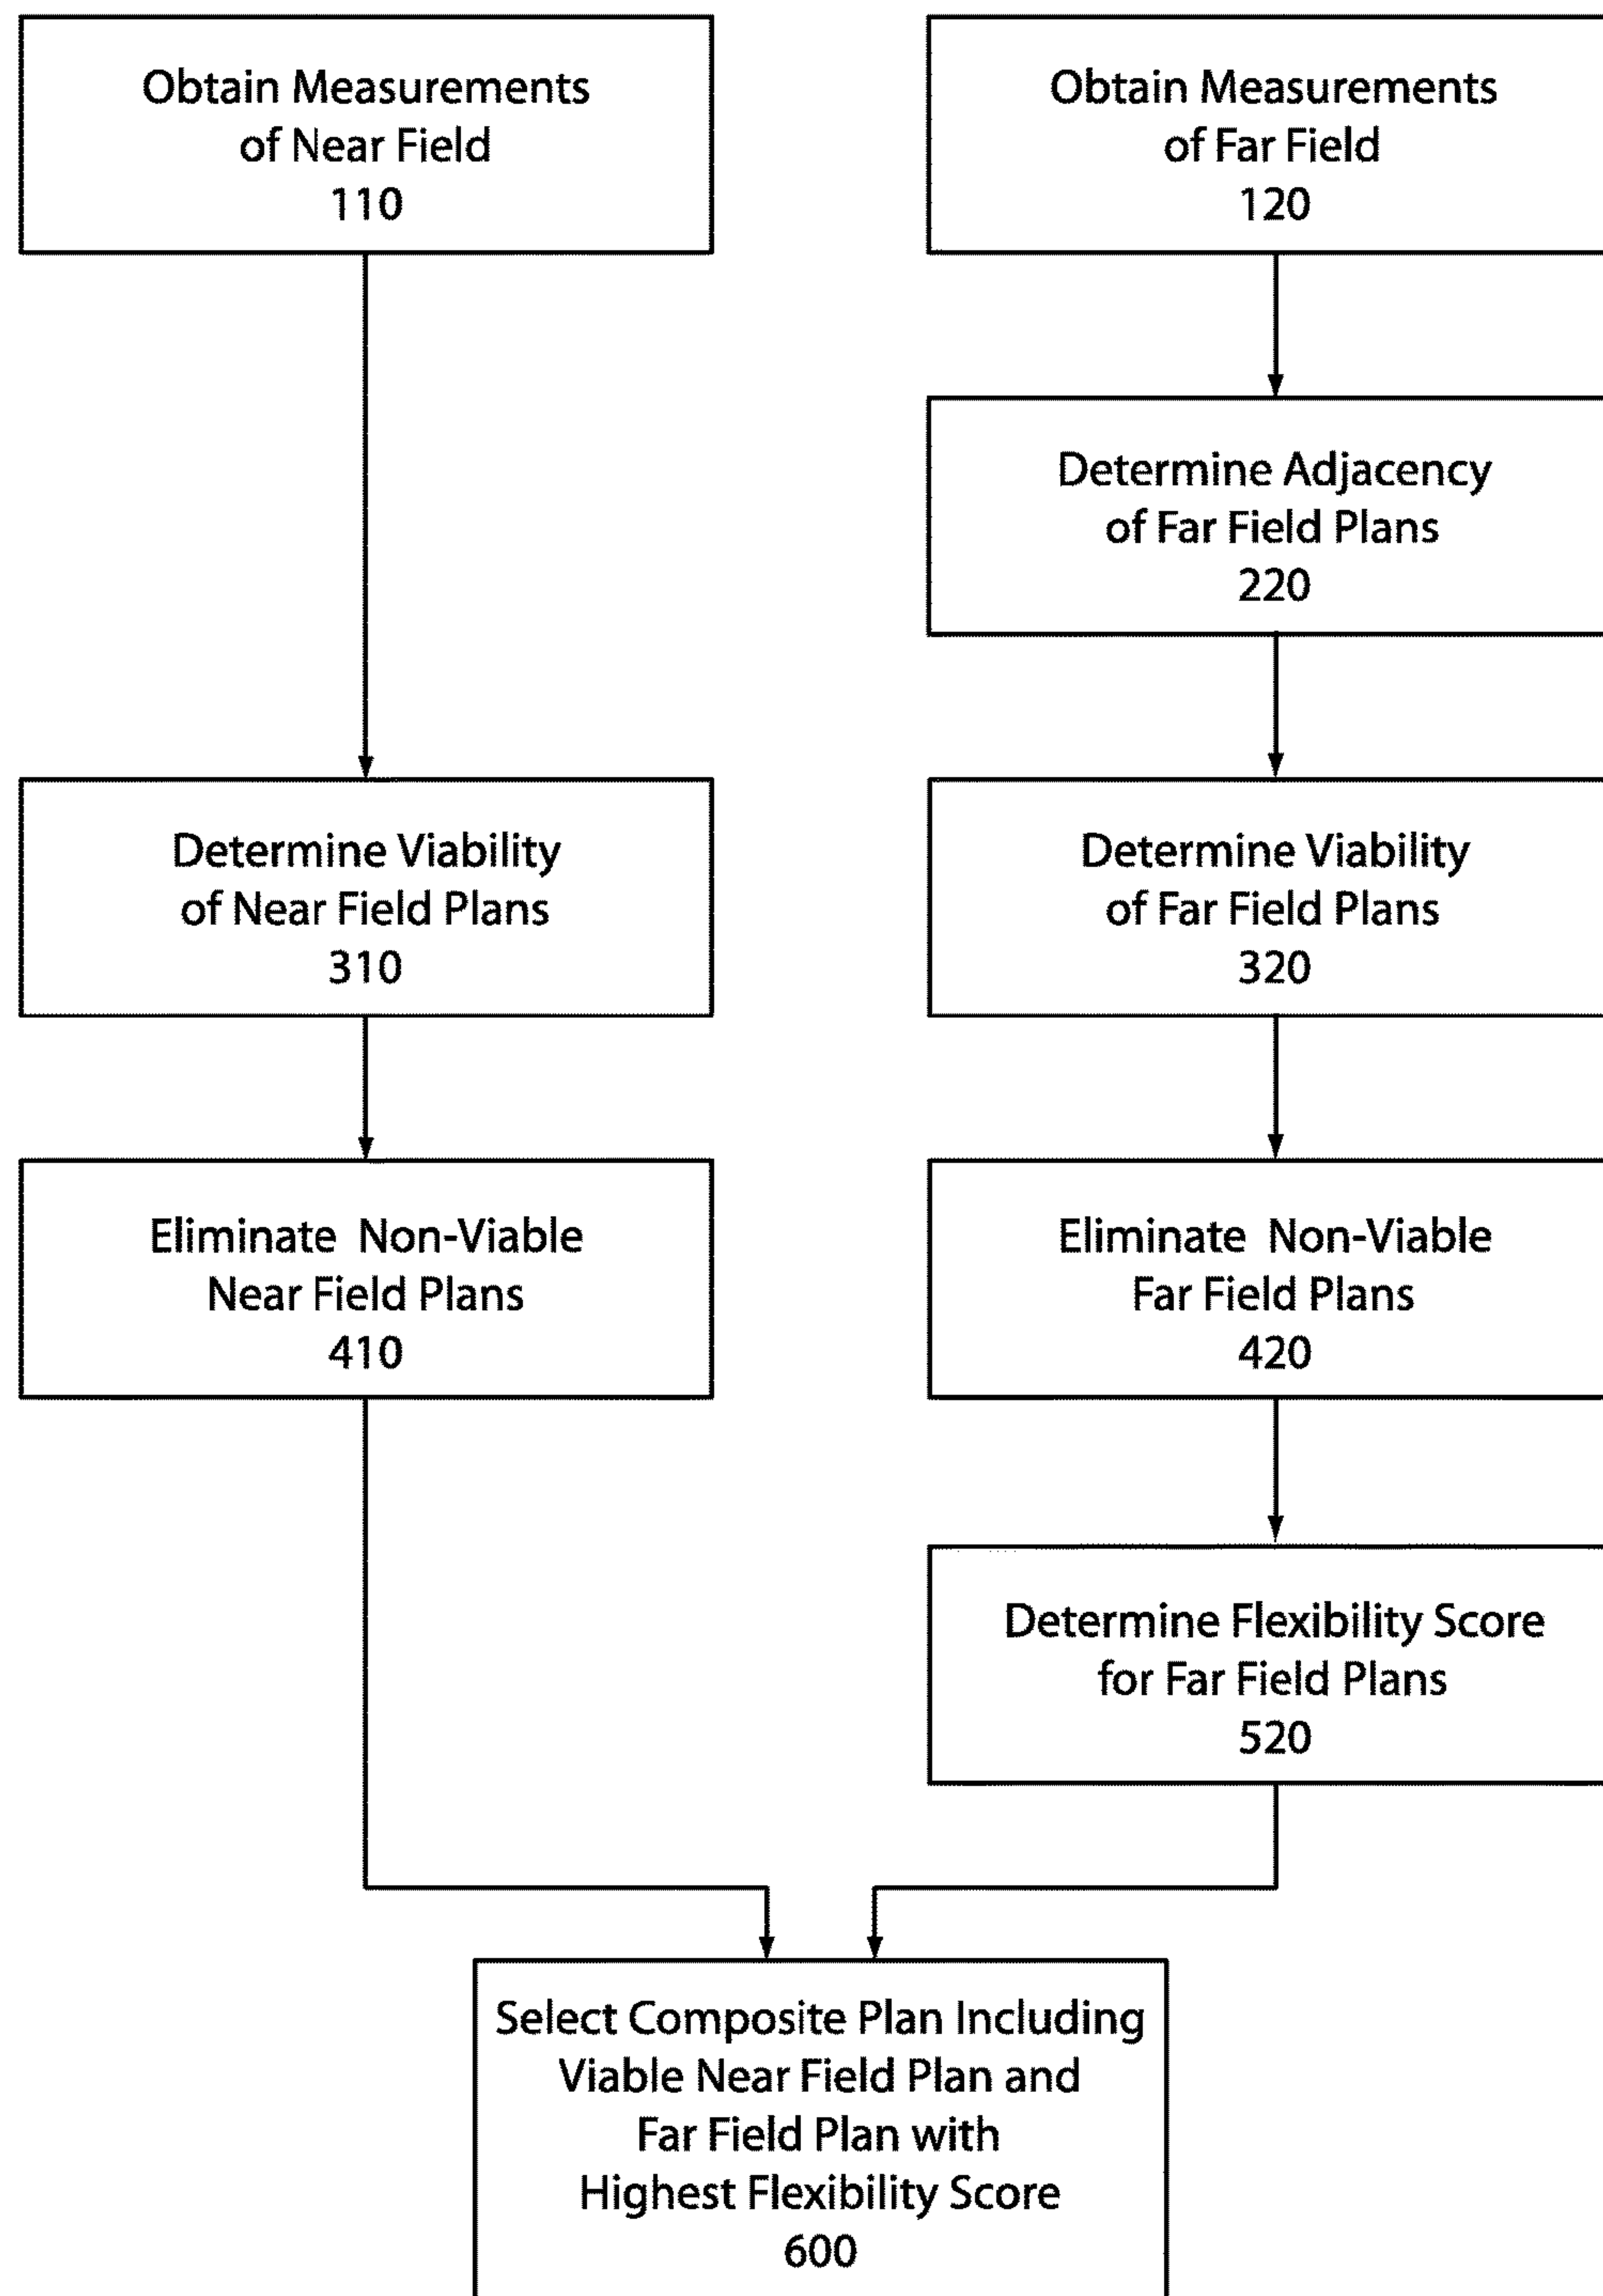 Obtain Measurements
of Near Field
110
Obtain Measurements
of Far Field
120
Determine Adjacency
of Far Field Plans
220
Determine Viability
of Near Field Plans
310
Determine Viability
of Far Field Plans
320
Eliminate  Non-Viable
Near Field Plans
410
Eliminate  Non-Viable
Far Field Plans
420
Determine Flexibility Score
for Far Field Plans
520
Select Composite Plan Including
Viable Near Field Plan and
Far Field Plan with
Highest Flexibility Score
600